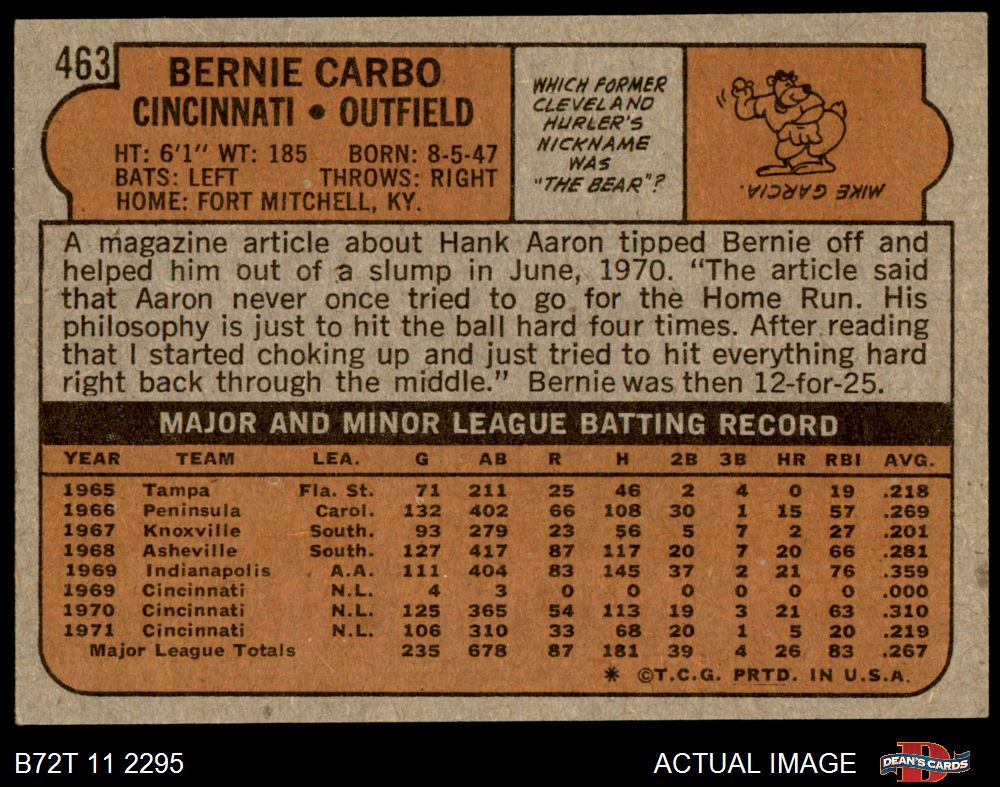 463
BERNIE CARBO
CINCINNATI • OUTFIELD
HT: 6'1" WT: 185 BORN: 8-5-47
BATS: LEFT THROWS: RIGHT
HOME: FORT MITCHELL, KY.
WHICH FORMER
CLEVELAND
HURLER'S
NICKNAME
WAS
"THE BEAR"?
MIKE GARCIA.
A magazine article about Hank Aaron tipped Bernie off and
helped him out of a slump in June, 1970. "The article said
that Aaron never once tried to go for the Home Run. His
philosophy is just to hit the ball hard four times. After reading
that I started choking up and just tried to hit everything hard
right back through the middle." Bernie was then 12-for-25.
MAJOR AND MINOR LEAGUE BATTING RECORD
YEAR TEAM LEA. G AB R H 2B 3B HR RBI AVG.
1965 Tampa Fla. St. 71 211 25 46 2 4 0 19 .218
1966 Peninsula Carol. 132 402 66 108 30 1 15 57 .269
1967 Knoxville South. 93 279 23 56 5 7 2 27 .201
1968 Asheville South. 127 417 87 117 20 7 20 66 .281
1969 Indianapolis A.A. 111 404 83 145 37 2 21 76 .359
1969 Cincinnati N.L. 4 3 0 0 0 0 0 0 .000
1970 Cincinnati N.L. 125 365 54 113 19 3 21 63 .310
1971 Cincinnati N.L. 106 310 33 68 20 1 5 20 .219
Major League Totals 235 678 87 181 39 4 26 83 .267
* ©T.C.G. PRTD. IN U.S.A.
B72T 11 2295
ACTUAL IMAGE
DEAN'S CARDS